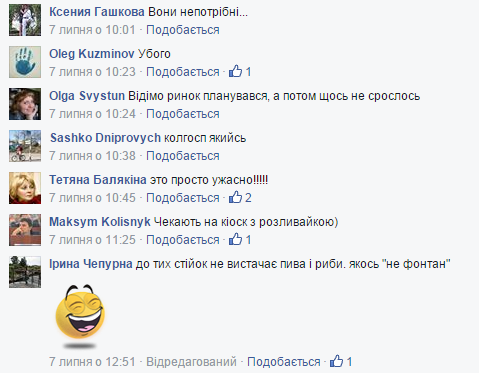 Ксения Гашкова Вони непотрібні...
7 липня о 10:01 · Подобається
Oleg Kuzminov Убого
7 липня о 10:23 · Подобається · 1
Olga Svystun Відімо ринок планувався, а потом щось не срослось
7 липня о 10:24 · Подобається
Sashko Dniprovych колгосп якийсь
7 липня о 10:38 · Подобається
Тетяна Балякіна это просто ужасно!!!!!
7 липня о 10:45 · Подобається · 2
Maksym Kolisnyk Чекають на кіоск з розливайкою)
7 липня о 11:25 · Подобається · 1
Ірина Чепурна до тих стійок не вистачає пива і риби. якось "не фонтан"
7 липня о 12:51 · Відредагований · Подобається · 1